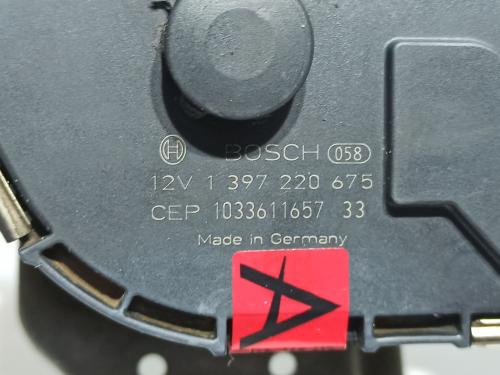 BOSCH 058
12V 1 397 220 675
CEP 1033611657 33
Made in Germany
A